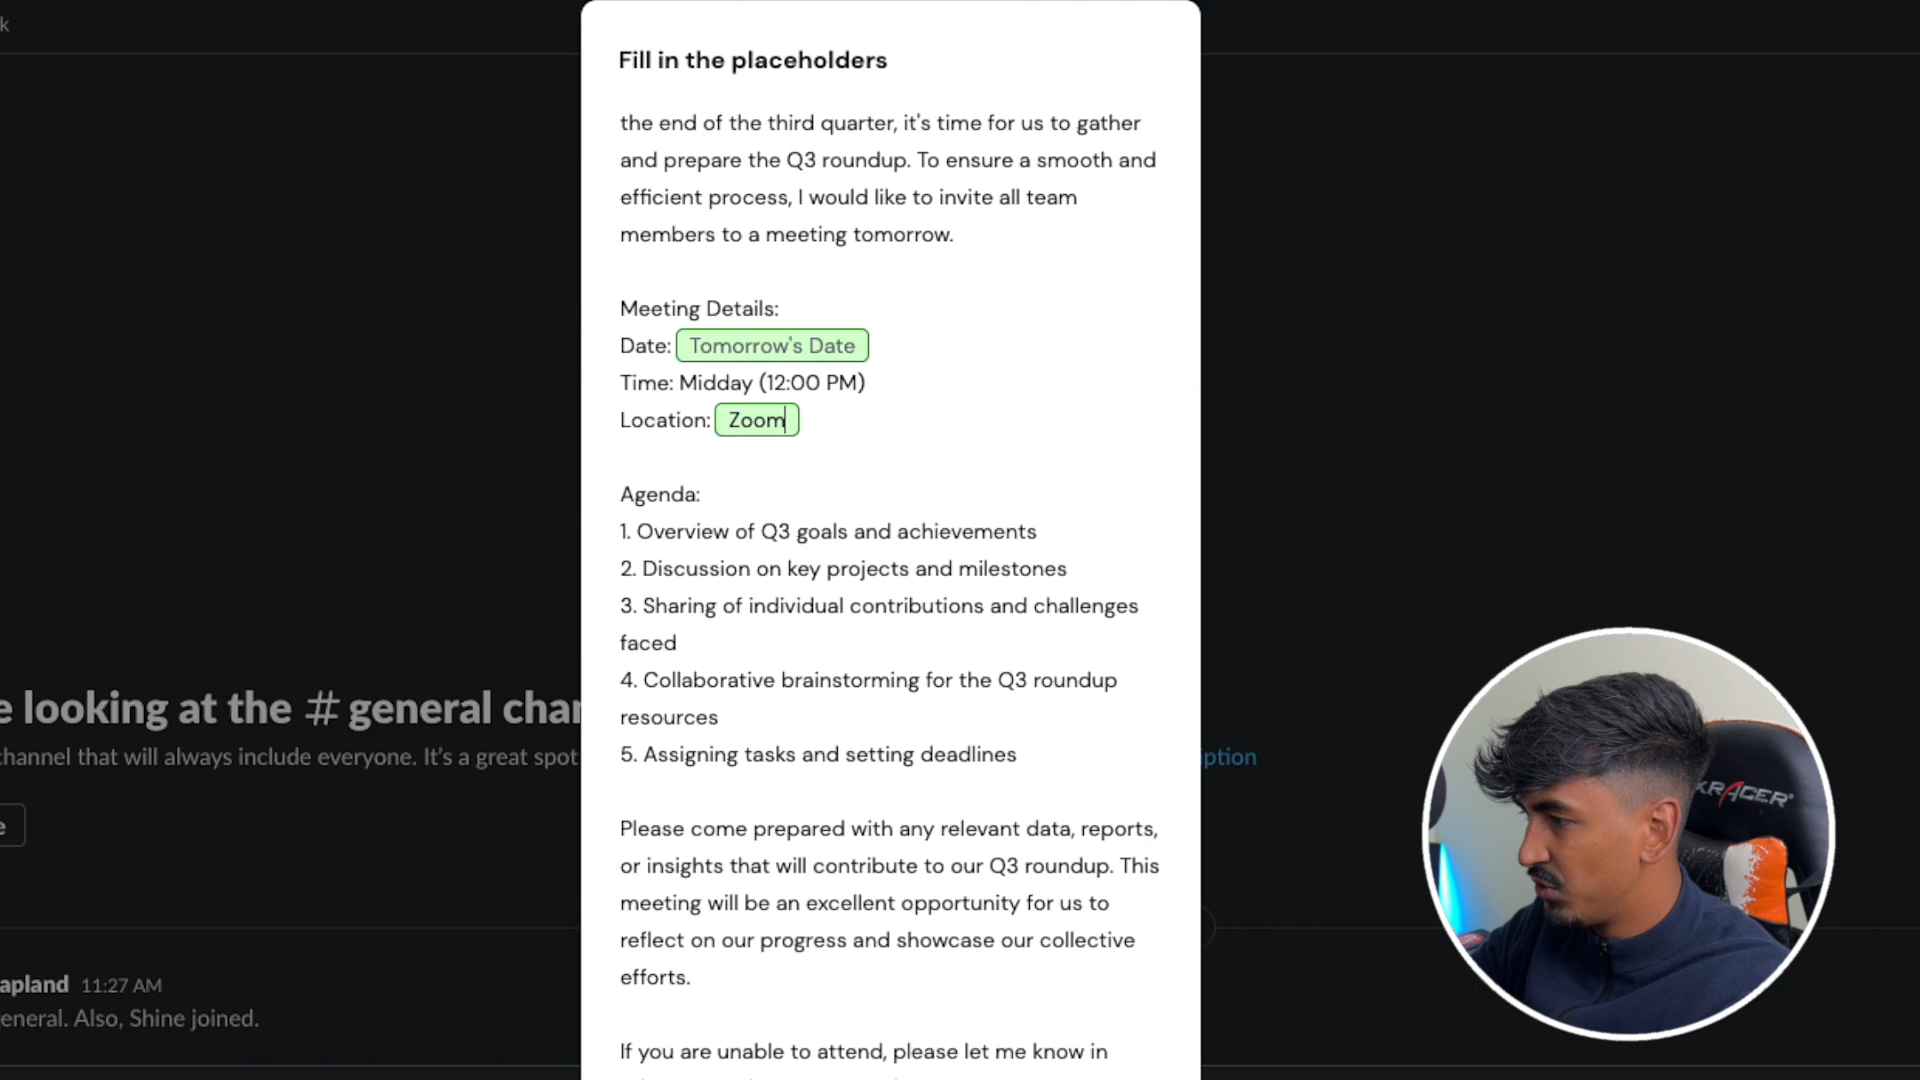 k
Fill in the placeholders
the end of the third quarter, it's time for us to gather
and prepare the Q3 roundup. To ensure a smooth and
efficient process, I would like to invite all team
members to a meeting tomorrow.
Meeting Details:
Date: Tomorrow's Date
Time: Midday (12:00 PM)
Location: Zoom
Agenda:
1. Overview of Q3 goals and achievements
2. Discussion on key projects and milestones
3. Sharing of individual contributions and challenges
faced
4. Collaborative brainstorming for the Q3 roundup
resources
5. Assigning tasks and setting deadlines
Please come prepared with any relevant data, reports,
or insights that will contribute to our Q3 roundup. This
meeting will be an excellent opportunity for us to
reflect on our progress and showcase our collective
efforts.
If you are unable to attend, please let me know in
e looking at the # general char
channel that will always include everyone. It's a great spot
iption
e
apland 11:27 AM
eneral. Also, Shine joined.
KRACER